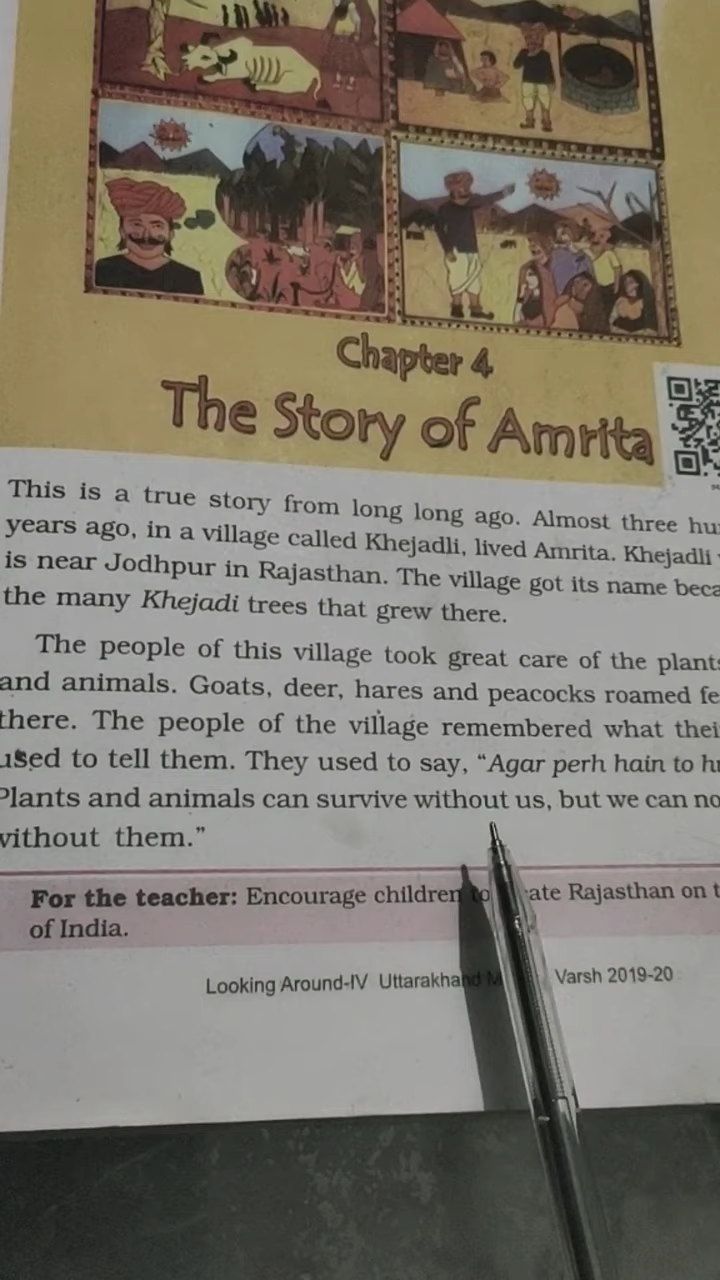 Chapter 4
The Story of Amrita
This is a true story from long long ago. Almost three
years ago, in a village called Khejadli, lived Amrita. Khejadli
is near Jodhpur in Rajasthan. The village got its name
the many Khejadi trees that grew there.
The people of this village took great care of the plants
and animals. Goats, deer, hares and peacocks roamed
there. The people of the village remembered what
used to tell them. They used to say, “Agar perh hain to
Plants and animals can survive without us, but we can
without them.”
For the teacher: Encourage children to Rajasthan on
of India.
Looking Around-IV Uttarakhand Varsh 2019-20